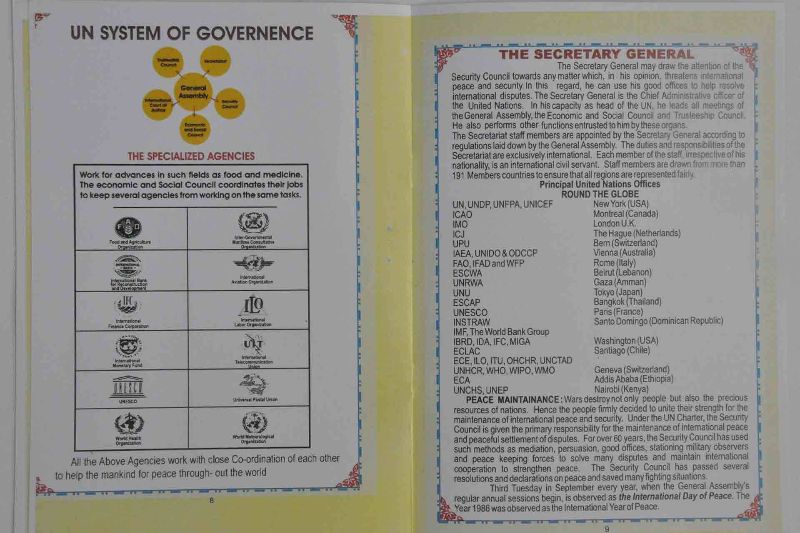 UN SYSTEM OF GOVERNENCE
Trusteeship
Council
Secretariat
General
Assembly
International
Court of
Justice
Security
Council
Economic
and Social
Council
THE SPECIALIZED AGENCIES
Work for advances in such fields as food and medicine.
The economic and Social Council coordinates their jobs
to keep several agencies from working on the same tasks.
F A O
Food and Agriculture
Organization
Inter-Governmental
Maritime Consultative
Organization
International Bank
for Reconstruction
and Development
International
Aviation Organization
IFC
International
Finance Corporation
ILO
International
Labor Organization
International
Monetary Fund
UIT
International
Telecommunication
Union
UNESCO
UNESCO
Universal Postal Union
World Health
Organization
World Meteorological
Organization
All the Above Agencies work with close Co-ordination of each other
to help the mankind for peace through- out the world
8
THE SECRETARY GENERAL
The Secretary General may draw the attention of the
Security Council towards any matter which, in his opinion, threatens international
peace and security In this regard, he can use his good offices to help resolve
international disputes. The Secretary General is the Chief Administrative officer of
the United Nations. In his capacity as head of the UN, he leads all meetings of
the General Assembly, the Economic and Social Council and Trusteeship Council.
He also performs other functions entrusted to him by these organs.
The Secretariat staff members are appointed by the Secretary General according to
regulations laid down by the General Assembly. The duties and responsibilities of the
Secretariat are exclusively international. Each member of the staff, irrespective of his
nationality, is an international civil servant. Staff members are drawn from more than
191 Members countries to ensure that all regions are represented fairly.
Principal United Nations Offices
ROUND THE GLOBE
UN, UNDP, UNFPA, UNICEF New York (USA)
ICAO Montreal (Canada)
IMO London U.K.
ICJ The Hague (Netherlands)
UPU Bern (Switzerland)
IAEA, UNIDO & ODCCP Vienna (Australia)
FAO, IFAD and WFP Rome (Italy)
ESCWA Beirut (Lebanon)
UNRWA Gaza (Amman)
UNU Tokyo (Japan)
ESCAP Bangkok (Thailand)
UNESCO Paris (France)
INSTRAW Santo Domingo (Dominican Republic)
IMF, The World Bank Group
IBRD, IDA, IFC, MIGA Washington (USA)
ECLAC Santiago (Chile)
ECE, ILO, ITU, OHCHR, UNCTAD
UNHCR, WHO, WIPO, WMO Geneva (Switzerland)
ECA Addis Ababa (Ethiopia)
UNCHS, UNEP Nairobi (Kenya)
PEACE MAINTAINANCE: Wars destroy not only people but also the precious
resources of nations. Hence the people firmly decided to unite their strength for the
maintenance of international peace and security. Under the UN Charter, the Security
Council is given the primary responsibility for the maintenance of international peace
and peaceful settlement of disputes. For over 60 years, the Security Council has used
such methods as mediation, persuasion, good offices, stationing military observers
and peace keeping forces to solve many disputes and maintain international
cooperation to strengthen peace. The Security Council has passed several
resolutions and declarations on peace and saved many fighting situations.
Third Tuesday in September every year, when the General Assembly's
regular annual sessions begin, is observed as the International Day of Peace. The
Year 1986 was observed as the International Year of Peace.
9